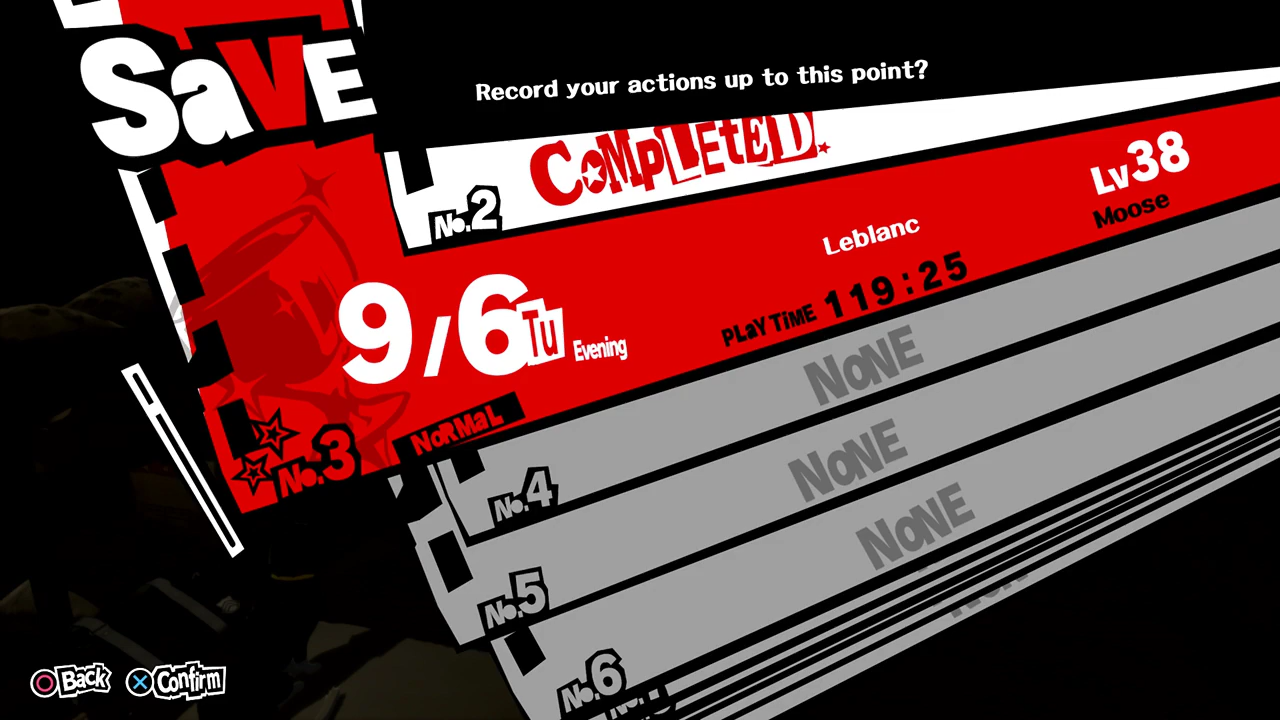 SaVE
Record your actions up to this point?
No.2
CoMpLEtED.
9/6 Tu Evening
Leblanc
Lv38
Moose
PLaY TiME 119:25
No.3
NoRMaL
No.4
NoNE
No.5
NoNE
No.6
NoNE
Back
Confirm